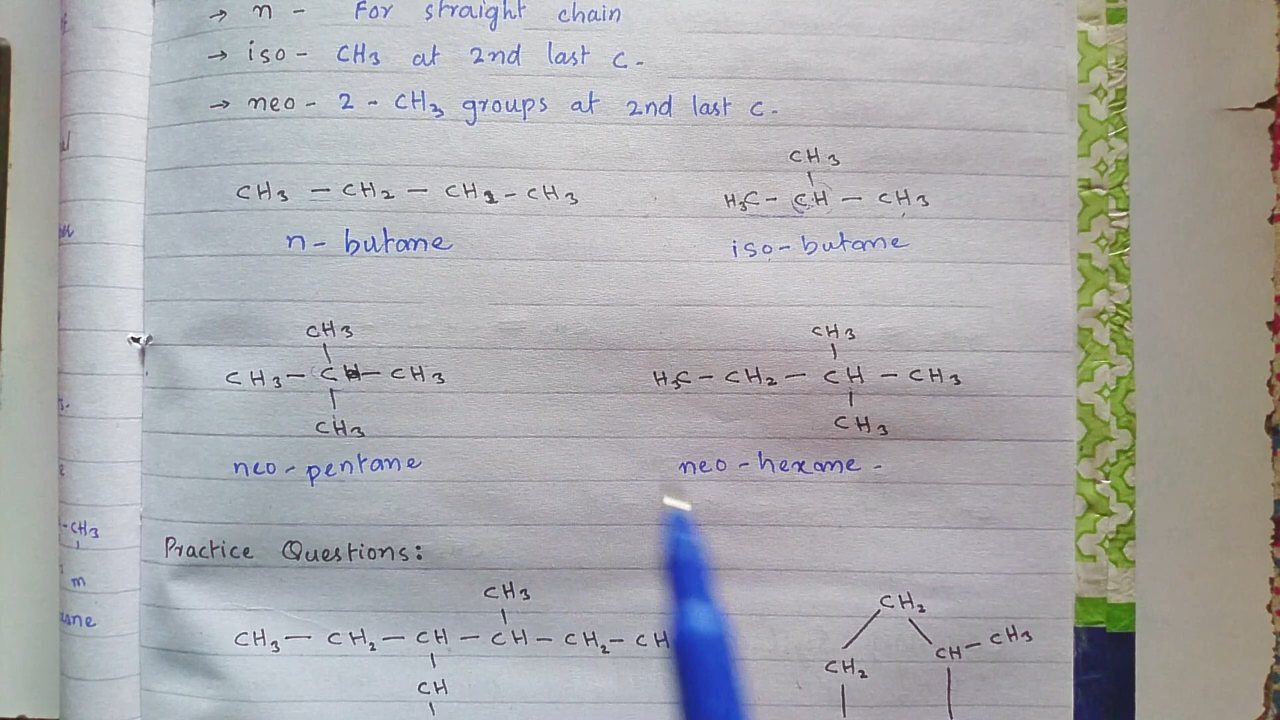 → n - For straight chain
→ iso - CH3 at 2nd last c.
→ neo - 2 - CH3 groups at 2nd last c.
CH3 — CH2 — CH2 - CH3
n - butane
CH3
H3C - CH — CH3
iso - butane
CH3
CH3 — C — CH3
CH3
neo - pentane
CH3
H3C — CH2 — CH — CH3
CH3
neo - hexane -
Practice Questions:
CH3
CH3 — CH2 — CH — CH — CH2 — CH
CH
CH2
CH — CH3
CH2
-CH3
m